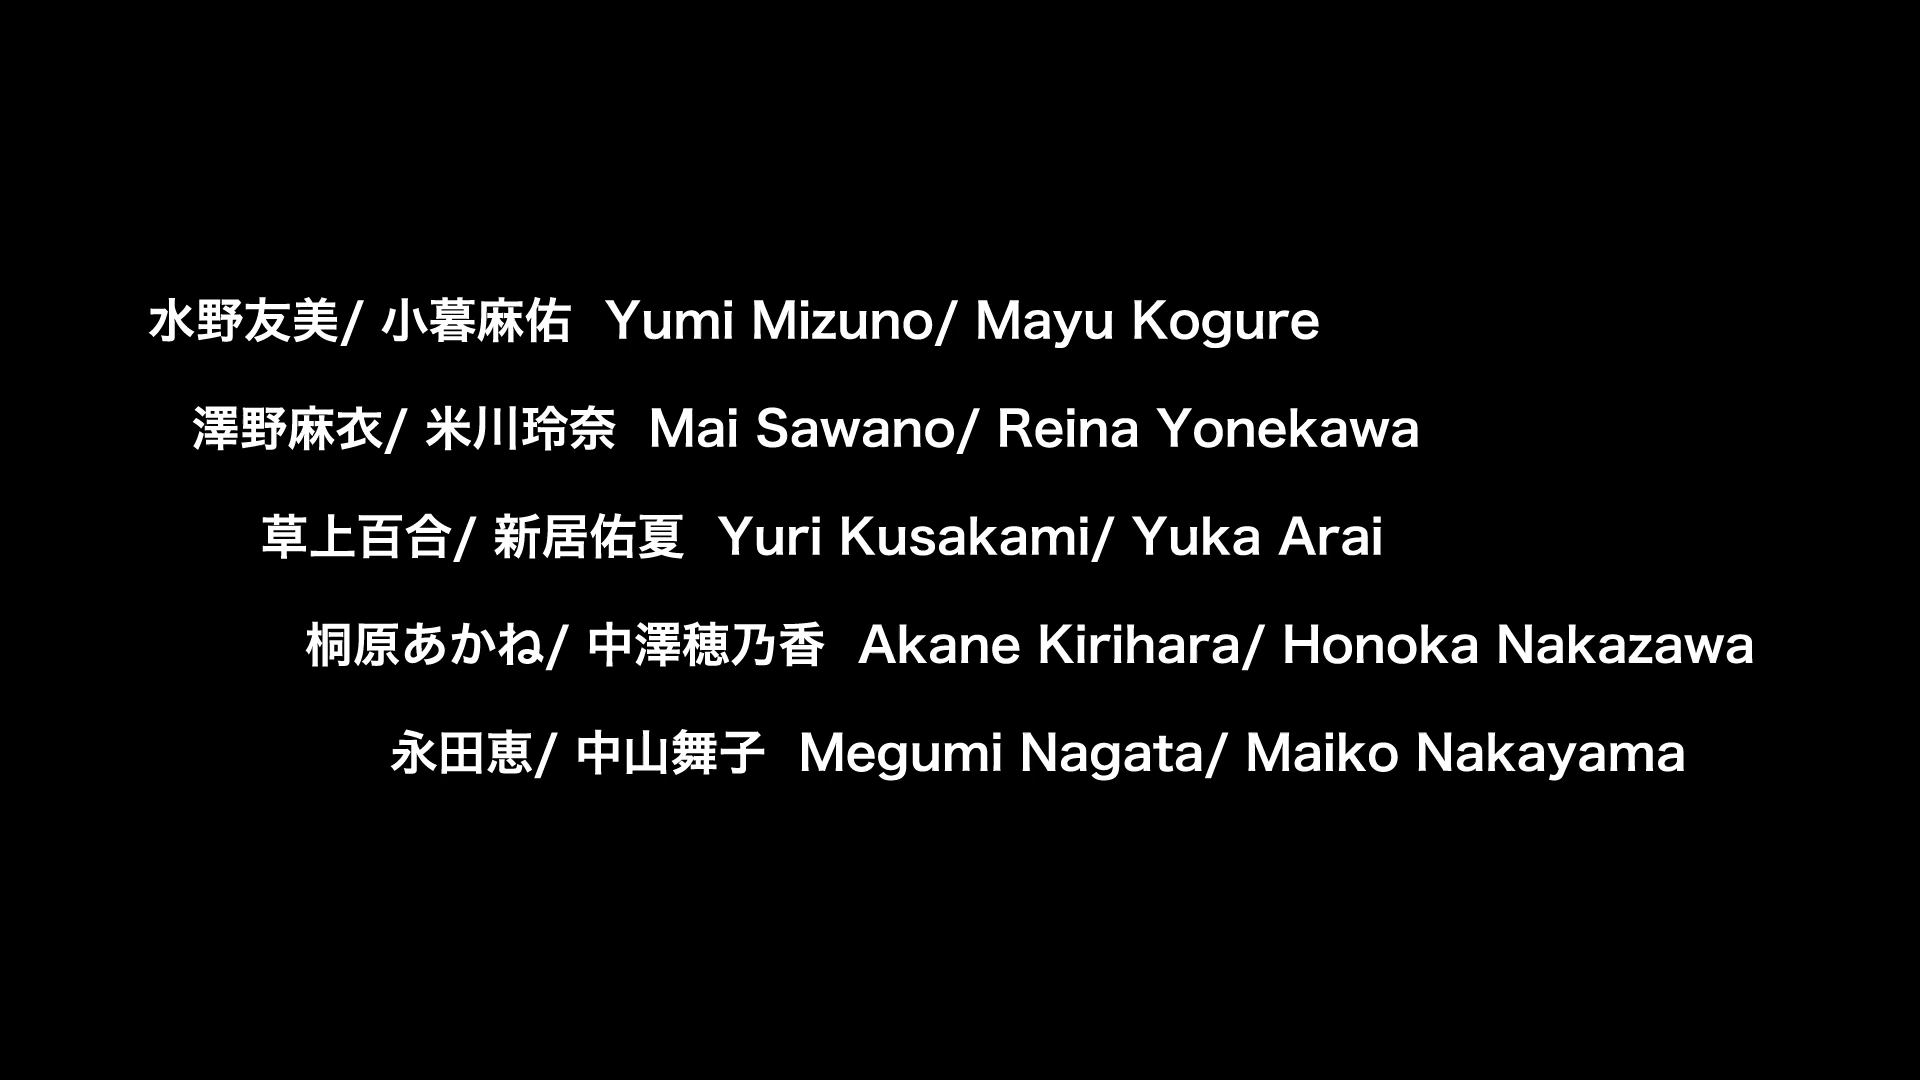 水野友美/ 小暮麻佑 Yumi Mizuno/ Mayu Kogure
澤野麻衣/ 米川玲奈 Mai Sawano/ Reina Yonekawa
草上百合/ 新居佑夏 Yuri Kusakami/ Yuka Arai
桐原あかね/ 中澤穂乃香 Akane Kirihara/ Honoka Nakazawa
永田恵/ 中山舞子 Megumi Nagata/ Maiko Nakayama